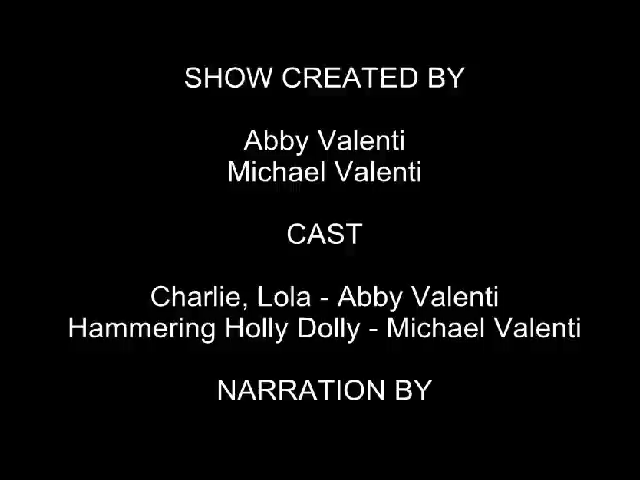 SHOW CREATED BY
Abby Valenti
Michael Valenti
CAST
Charlie, Lola - Abby Valenti
Hammering Holly Dolly - Michael Valenti
NARRATION BY